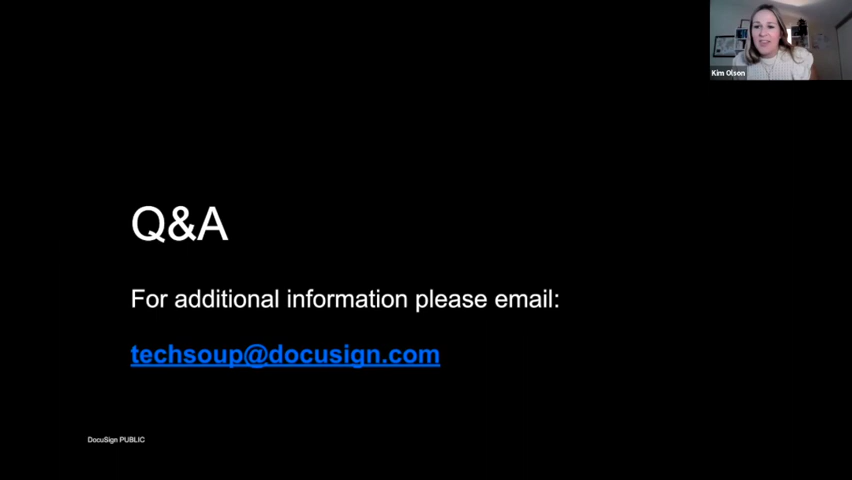 Kim Olson
Q&A
For additional information please email:
techsoup@docusign.com
DocuSign PUBLIC